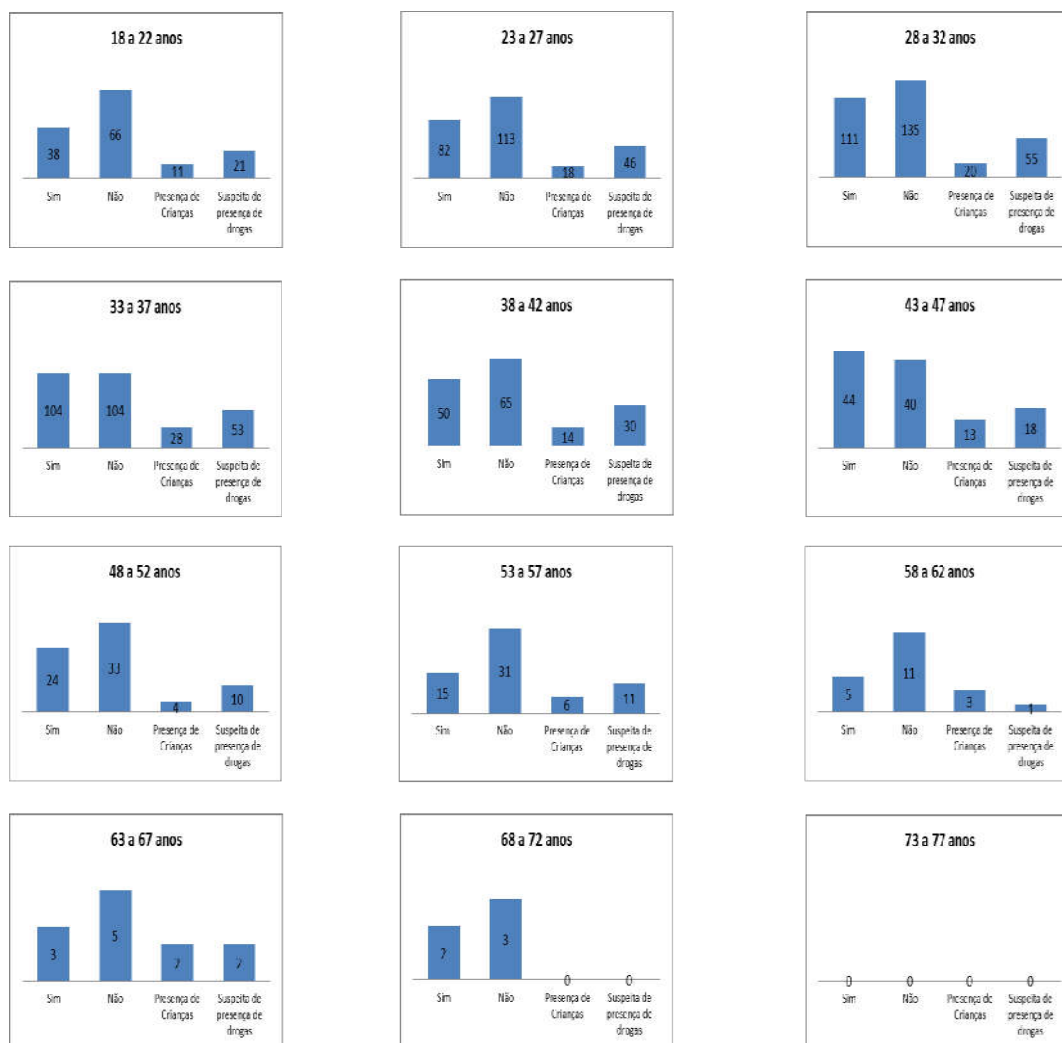 18 a 22 anos
38
66
11
21
Sim
Não
Presença de
Crianças
Suspeita de
presença de
drogas
23 a 27 anos
82
113
18
46
Sim
Não
Presença de
Crianças
Suspeita de
presença de
drogas
28 a 32 anos
111
135
20
55
Sim
Não
Presença de
Crianças
Suspeita de
presença de
drogas
33 a 37 anos
104
104
28
53
Sim
Não
Presença de
Crianças
Suspeita de
presença de
drogas
38 a 42 anos
50
65
14
30
Sim
Não
Presença de
Crianças
Suspeita de
presença de
drogas
43 a 47 anos
44
40
13
18
Sim
Não
Presença de
Crianças
Suspeita de
presença de
drogas
48 a 52 anos
24
33
4
10
Sim
Não
Presença de
Crianças
Suspeita de
presença de
drogas
53 a 57 anos
15
31
6
11
Sim
Não
Presença de
Crianças
Suspeita de
presença de
drogas
58 a 62 anos
5
11
3
1
Sim
Não
Presença de
Crianças
Suspeita de
presença de
drogas
63 a 67 anos
3
5
2
2
Sim
Não
Presença de
Crianças
Suspeita de
presença de
drogas
68 a 72 anos
2
3
0
0
Sim
Não
Presença de
Crianças
Suspeita de
presença de
drogas
73 a 77 anos
0
0
0
0
Sim
Não
Presença de
Crianças
Suspeita de
presença de
drogas